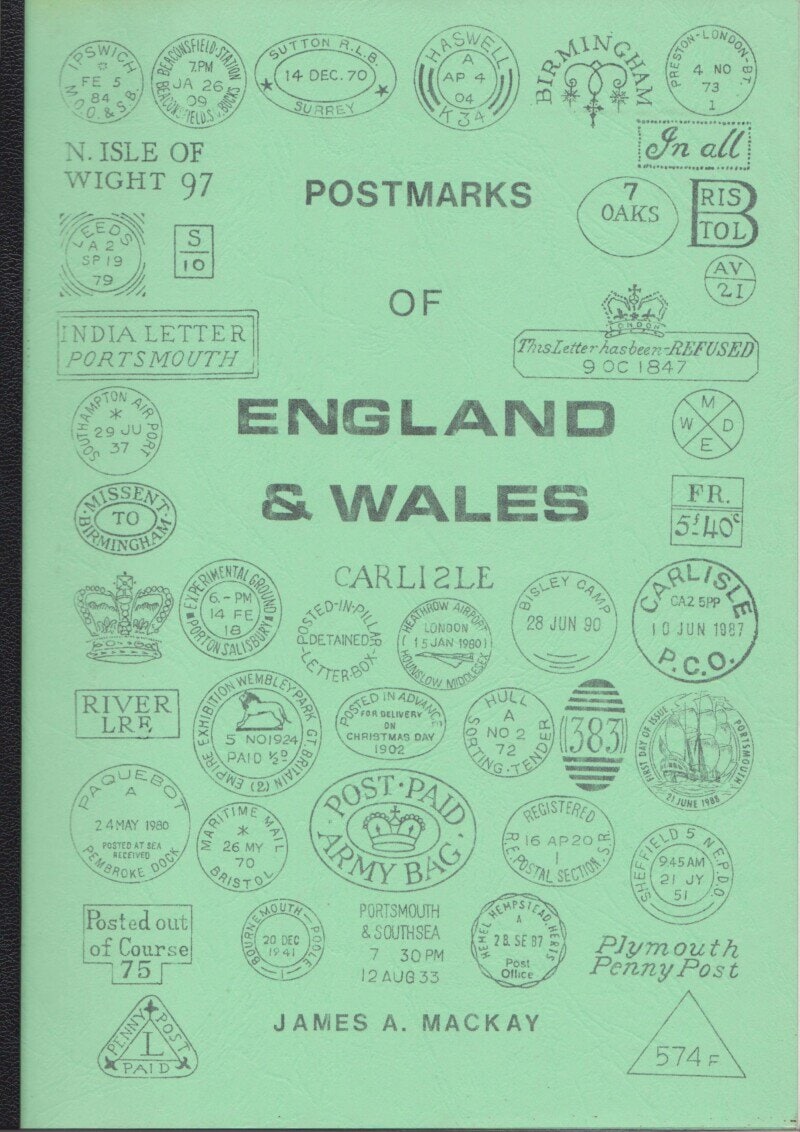 IPSWICH
*
FE 5
84
M.O.O. & S.B.
BEACONSFIELD-STATION
7.PM
JA 26
09
BEACONSFIELD.S.O. BUCKS
SUTTON R.L.B.
14 DEC. 70
SURREY
HASWELL
A
AP 4
04
K34
BIRMINGHAM
PRESTON-LONDON-BT.
4 NO
73
1
In all
N. ISLE OF
WIGHT 97
POSTMARKS
7
OAKS
BRIS
TOL
LEEDS
A 2
SP 19
79
S
10
AV
21
OF
LONDON
This Letter has been REFUSED
9 OC 1847
INDIA LETTER
PORTSMOUTH
SOUTHAMPTON AIR PORT
*
29 JU
37
ENGLAND
M
W D
E
MISSENT
TO
BIRMINGHAM
& WALES
FR.
5f 40c
CARLI2LE
EXPERIMENTAL GROUND
6.-PM
14 FE
18
PORTON SALISBURY
POSTED-IN-PILLAR
DETAINED
LETTER-BOX
HEATHROW AIRPORT
LONDON
15 JAN 1980
HOUNSLOW MIDDLESEX
BISLEY CAMP
28 JUN 90
CARLISLE
CA2 5PP
10 JUN 1987
P.C.O.
RIVER
LRE
EMPIRE EXHIBITION WEMBLEY PARK GT BRITAIN
5 NO 1924
PAID ½D
(2)
POSTED IN ADVANCE
FOR DELIVERY
ON
CHRISTMAS DAY
1902
HULL
A
NO 2
72
SORTING-TENDER
383
FIRST DAY OF ISSUE
PORTSMOUTH
21 JUNE 1988
PAQUEBOT
A
24 MAY 1980
POSTED AT SEA
RECEIVED
PEMBROKE DOCK
MARITIME MAIL
*
26 MY
70
BRISTOL
POST·PAID
ARMY BAG.
REGISTERED
16 AP 20
1
R.E. POSTAL SECTION. S.R.
SHEFFIELD 5 N.E.P.D.O.
9.45 AM
21 JY
51
Posted out
of Course
75
BOURNEMOUTH-POOLE
20 DEC
1941
1
PORTSMOUTH
& SOUTHSEA
7 30 PM
12 AUG 33
HEMEL HEMPSTEAD HERTS
A
28. SE 87
Post
Office
Plymouth
Penny Post
PENNY POST
L
PAID
JAMES A. MACKAY
574 F